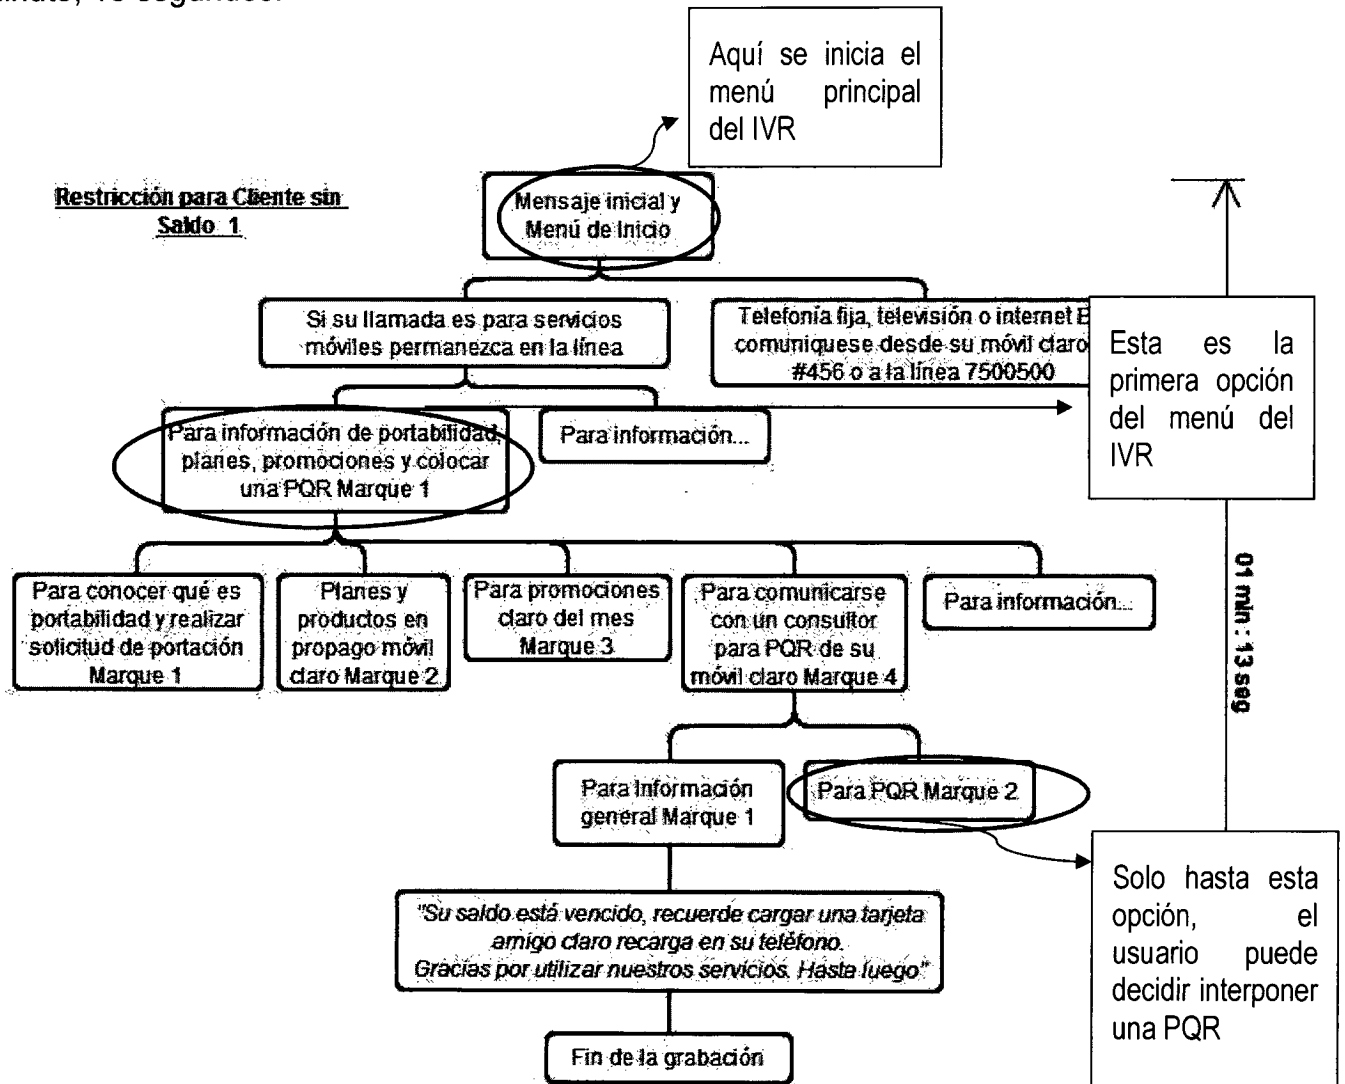 Aquí se inicia el
menú principal
del IVR
Restricción para Cliente sin
Saldo 1
Mensaje inicial y
Menú de Inicio
Si su llamada es para servicios
móviles permanezca en la línea
Telefonía fija, televisión o internet
comuniquese desde su móvil claro
#456 o a la línea 7500500
Esta es la
primera opción
del menú del
IVR
Para información de portabilidad,
planes, promociones y colocar
una PQR Marque 1
Para información...
Para conocer qué es
portabilidad y realizar
solicitud de portación
Marque 1
Planes y
productos en
propago móvil
claro Marque 2
Para promociones
claro del mes
Marque 3
Para comunicarse
con un consultor
para PQR de su
móvil claro Marque 4
Para información...
01 min : 13 seg
Para Información
general Marque 1
Para PQR Marque 2
Solo hasta esta
opción, el
usuario puede
decidir interponer
una PQR
"Su saldo está vencido, recuerde cargar una tarjeta
amigo claro recarga en su teléfono.
Gracias por utilizar nuestros servicios. Hasta luego"
Fin de la grabación